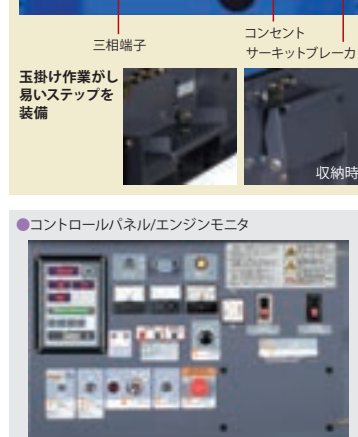 三相端子
コンセント
サーキットブレーカ
玉掛け作業がし
易いステップを
装備
収納時
●コントロールパネル/エンジンモニタ